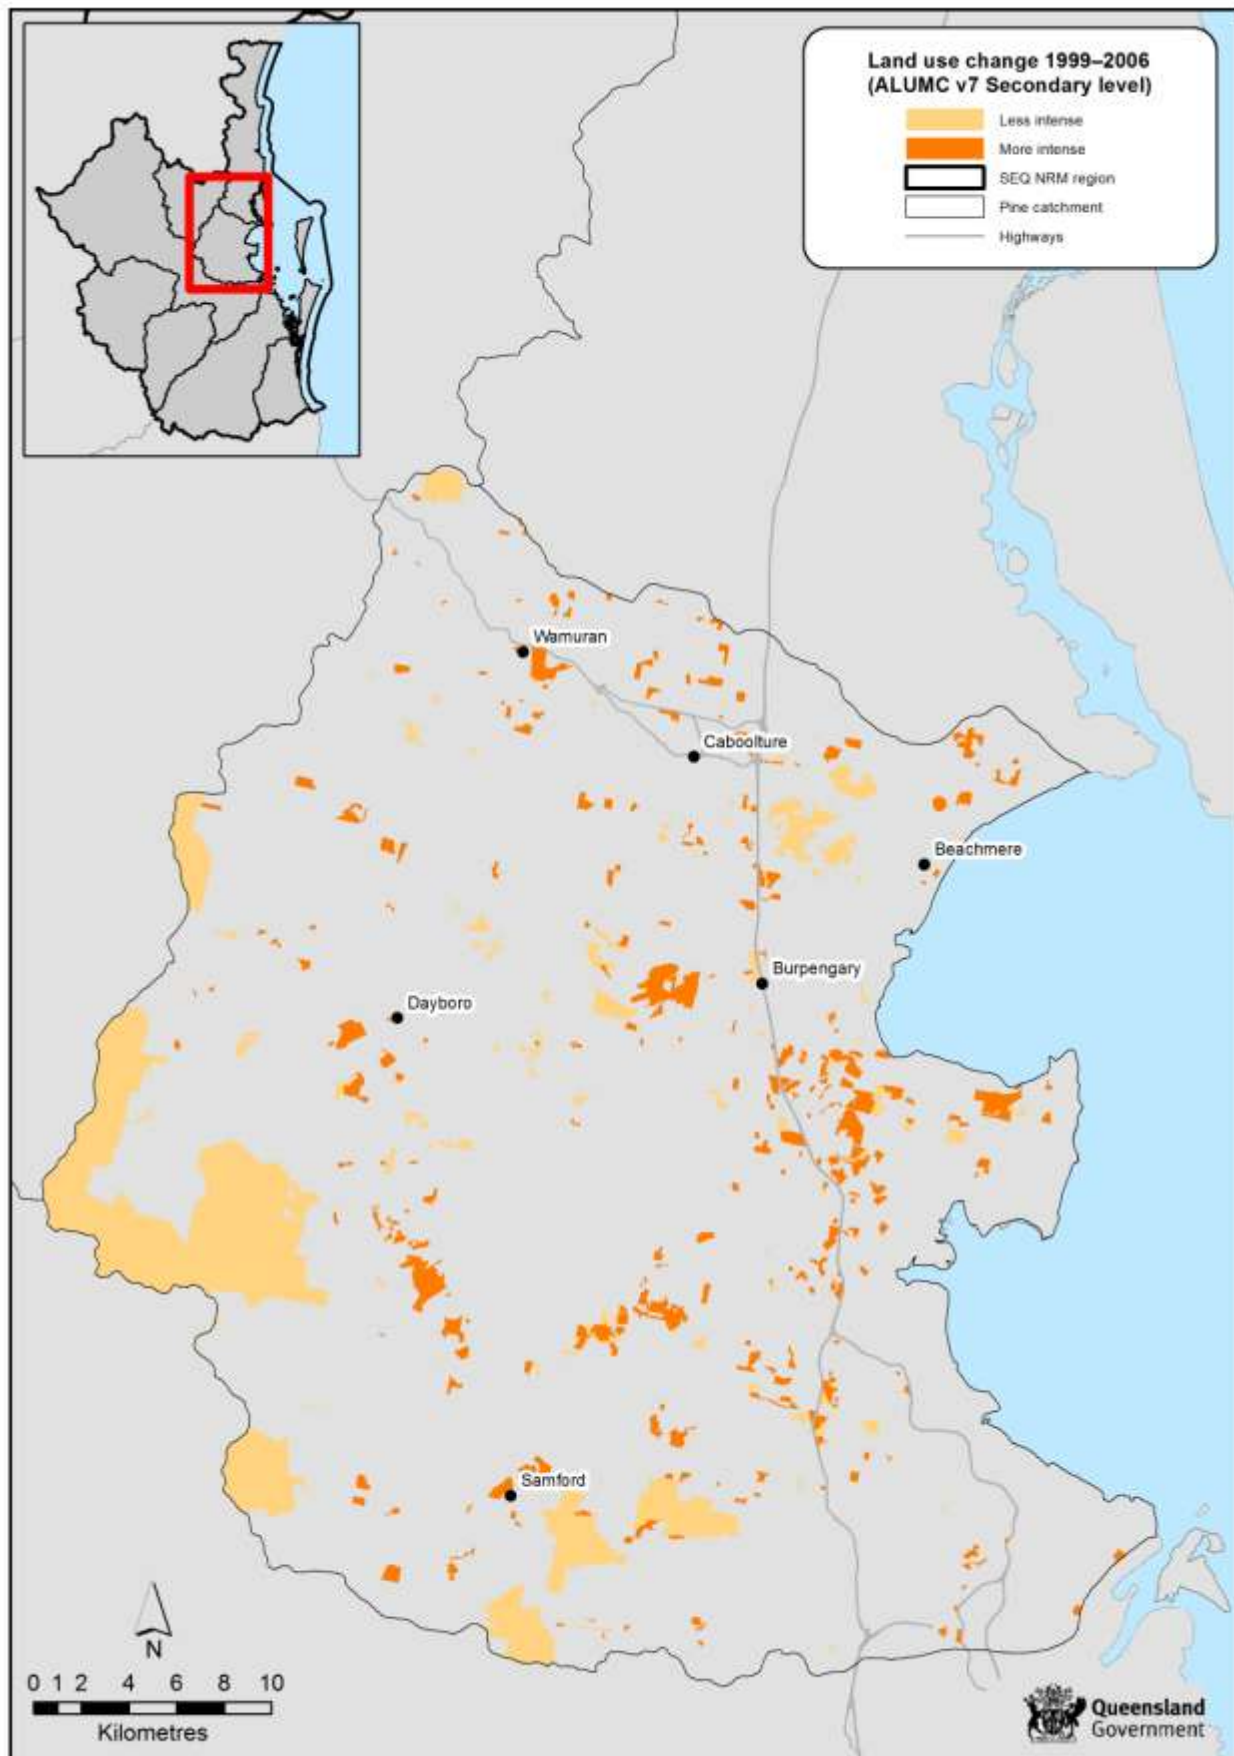 Land use change 1999–2006
(ALUMC v7 Secondary level)
Less intense
More intense
SEQ NRM region
Pine catchment
Highways
Wamuran
Caboolture
Beachmere
Burpengary
Dayboro
Samford
N
0 1 2 4 6 8 10
Kilometres
Queensland
Government